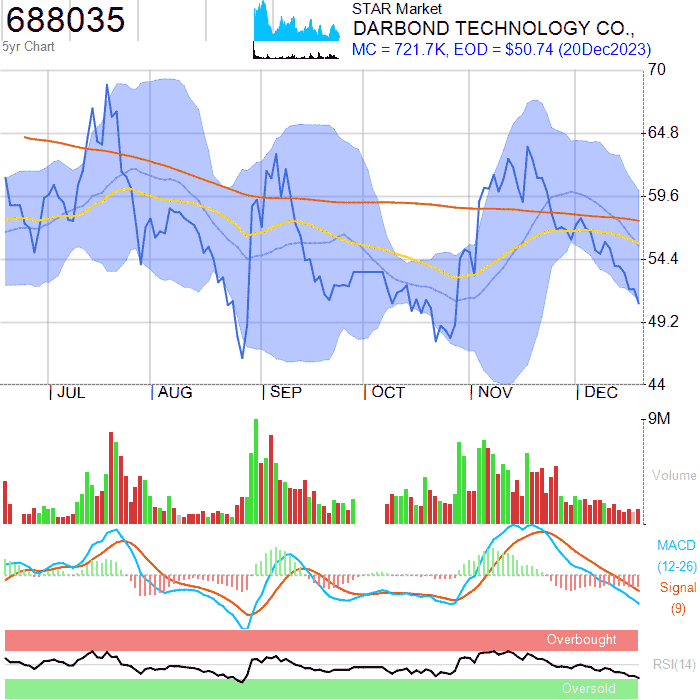 688035
5yr Chart
STAR Market
DARBOND TECHNOLOGY CO.,
MC = 721.7K, EOD = $50.74 (20Dec2023)
70
64.8
59.6
54.4
49.2
44
JUL AUG SEP OCT NOV DEC
9M
Volume
MACD
(12-26)
Signal
(9)
Overbought
RSI(14)
Oversold